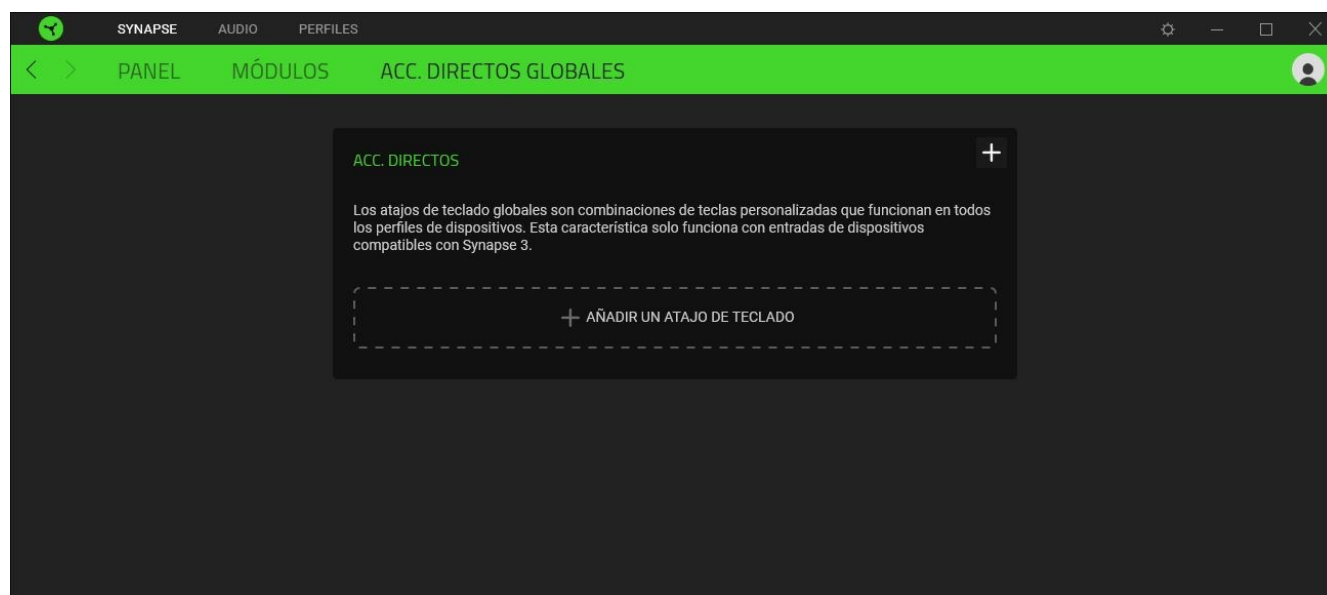 SYNAPSE AUDIO PERFILES
PANEL MÓDULOS ACC. DIRECTOS GLOBALES
ACC. DIRECTOS
Los atajos de teclado globales son combinaciones de teclas personalizadas que funcionan en todos
los perfiles de dispositivos. Esta característica solo funciona con entradas de dispositivos
compatibles con Synapse 3.
AÑADIR UN ATAJO DE TECLADO